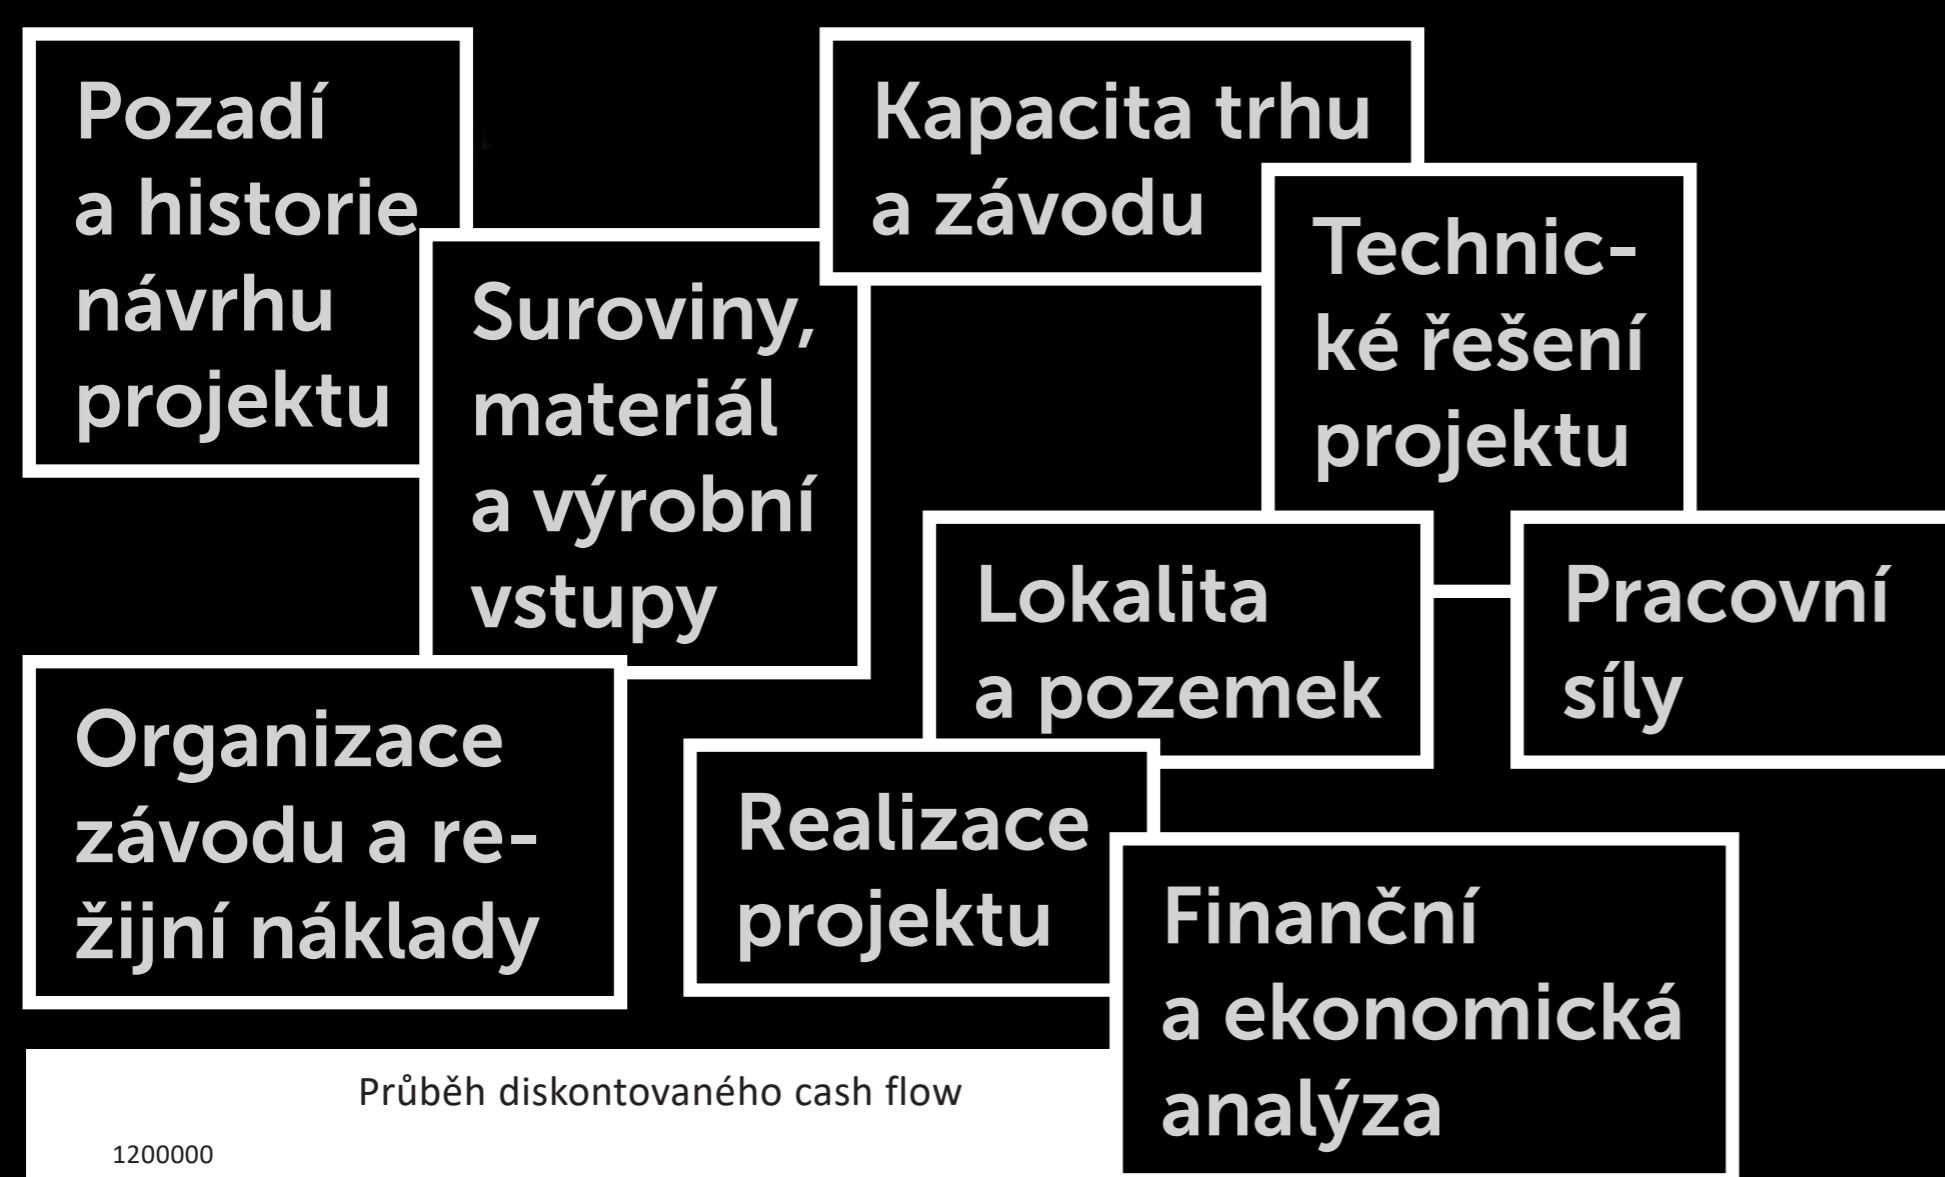 Pozadí
a historie
návrhu
projektu
Kapacita trhu
a závodu
Technic-
ké řešení
projektu
Suroviny,
materiál
a výrobní
vstupy
Lokalita
a pozemek
Pracovní
síly
Organizace
závodu a re-
žijní náklady
Realizace
projektu
Finanční
a ekonomická
analýza
Průběh diskontovaného cash flow
1200000